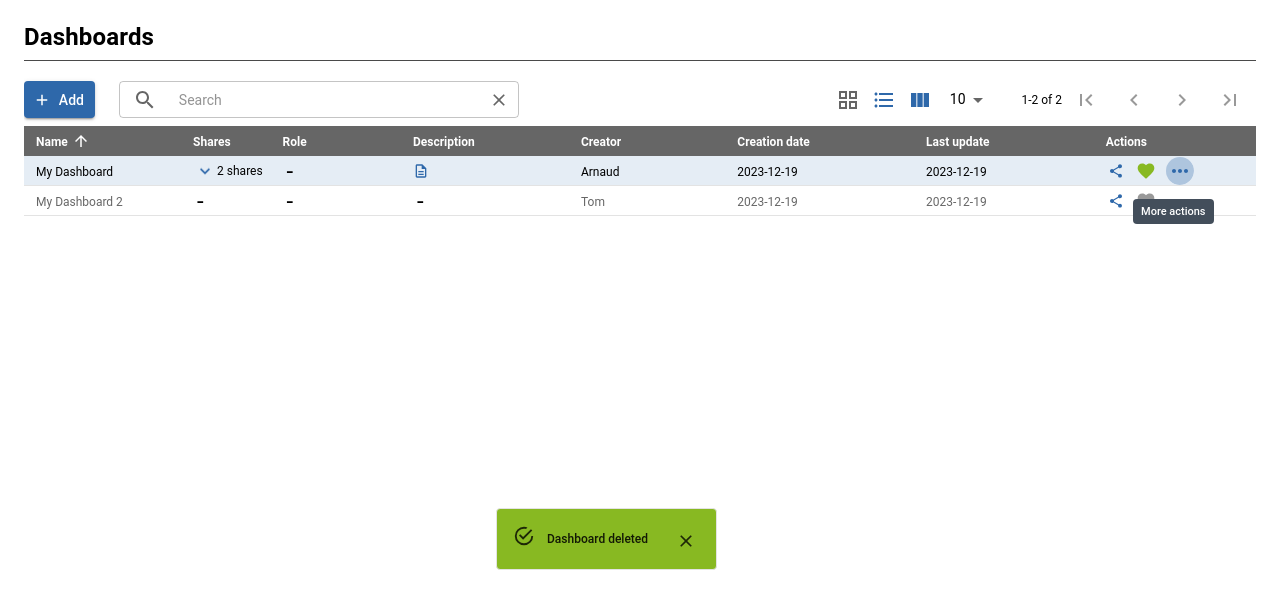 Dashboards
Add
Search
10
1-2 of 2
Name Shares Role Description Creator Creation date Last update Actions
My Dashboard 2 shares – Arnaud 2023-12-19 2023-12-19
My Dashboard 2 – – – Tom 2023-12-19 2023-12-19
More actions
Dashboard deleted